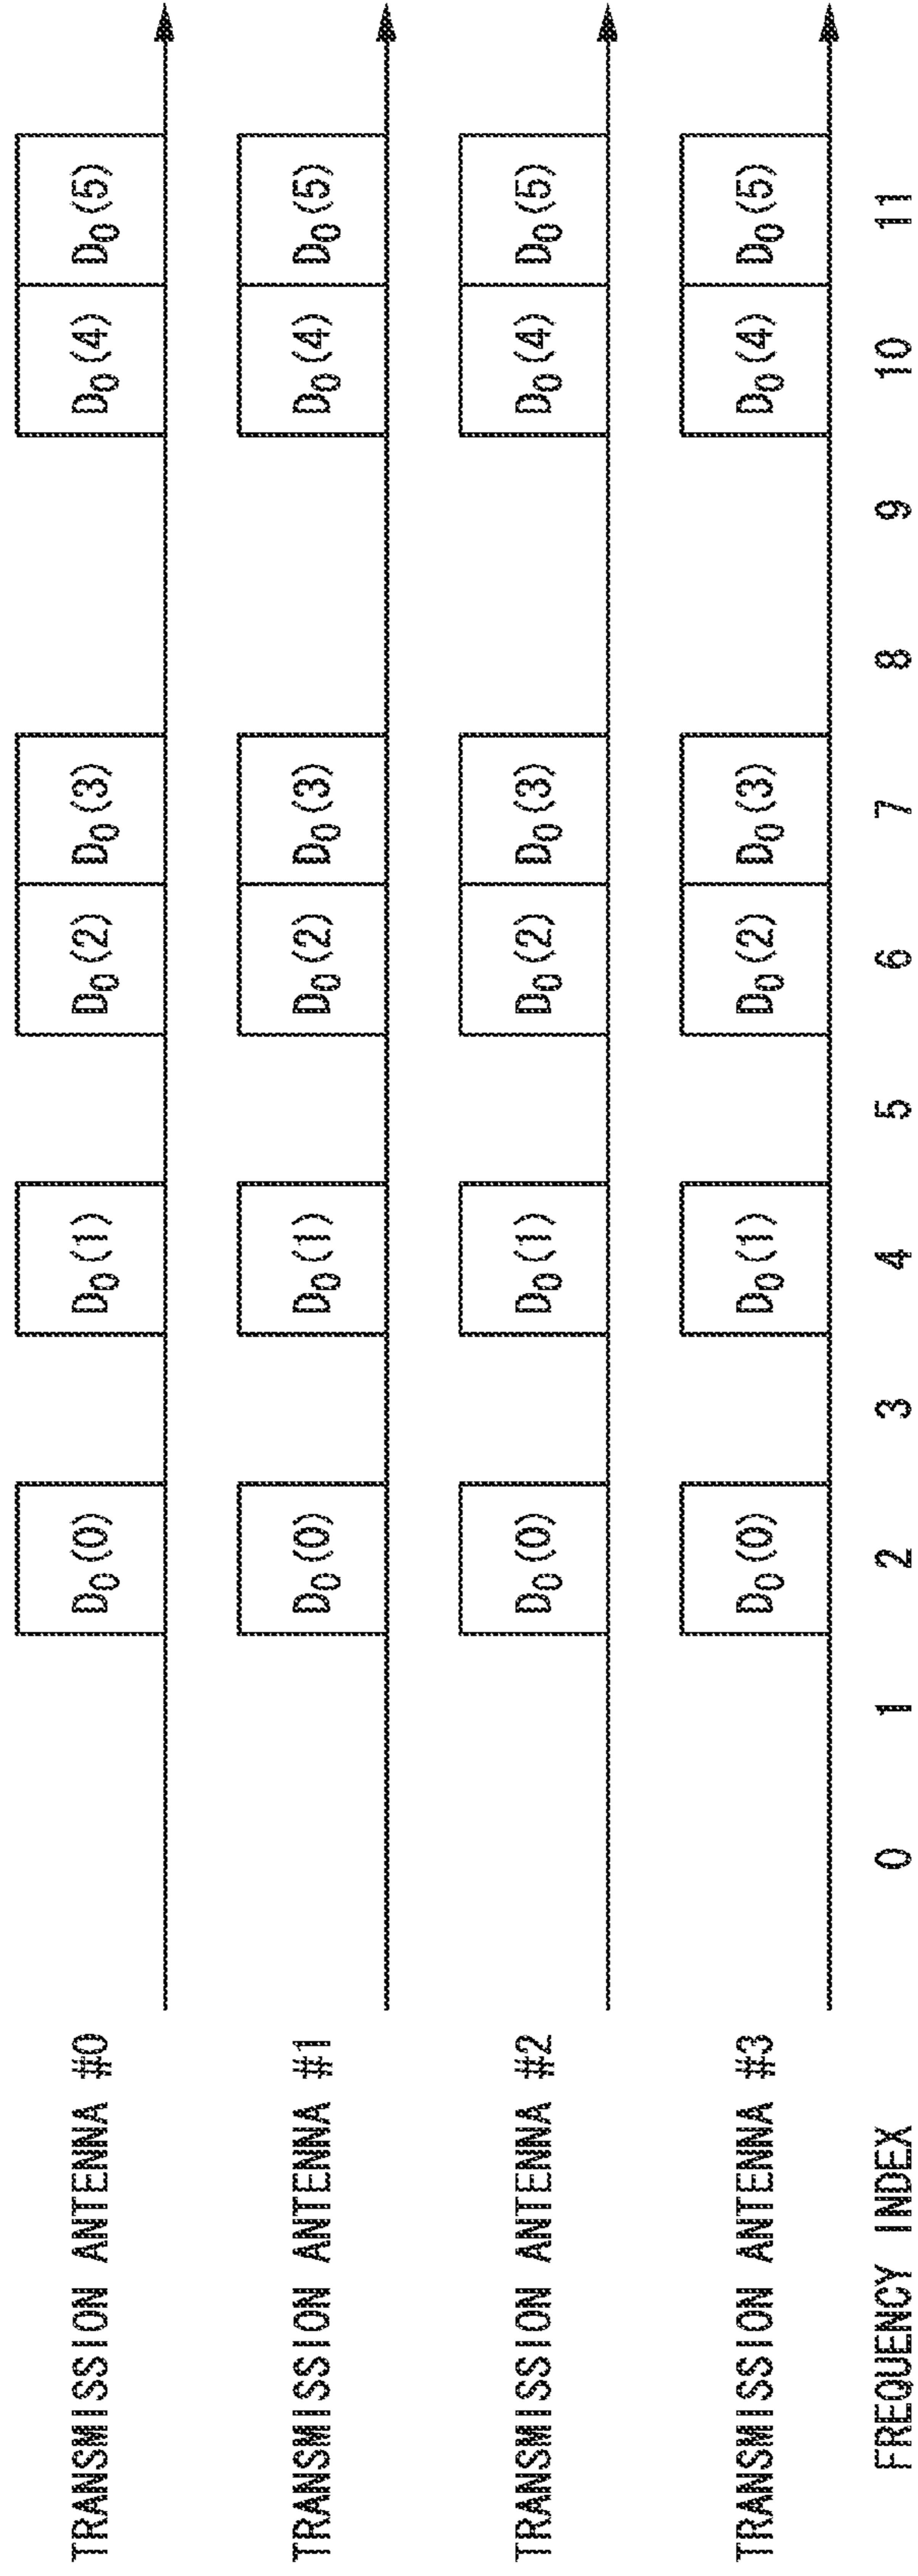 TRANSMISSION ANTENNA #0 D0(0) D0(1) D0(2) D0(3) D0(4) D0(5)
TRANSMISSION ANTENNA #1 D0(0) D0(1) D0(2) D0(3) D0(4) D0(5)
TRANSMISSION ANTENNA #2 D0(0) D0(1) D0(2) D0(3) D0(4) D0(5)
TRANSMISSION ANTENNA #3 D0(0) D0(1) D0(2) D0(3) D0(4) D0(5)
FREQUENCY INDEX 0 1 2 3 4 5 6 7 8 9 10 11